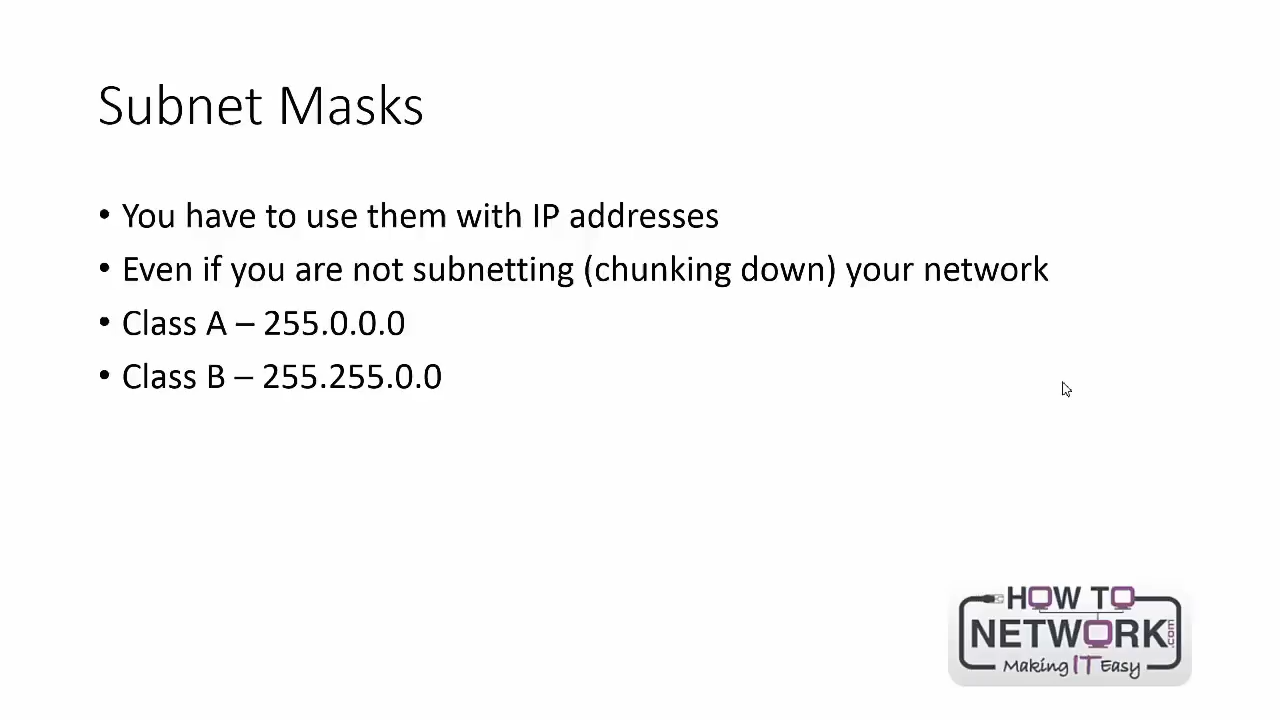 Subnet Masks
• You have to use them with IP addresses
• Even if you are not subnetting (chunking down) your network
• Class A – 255.0.0.0
• Class B – 255.255.0.0
HOW TO
NETWORK.com
Making IT Easy